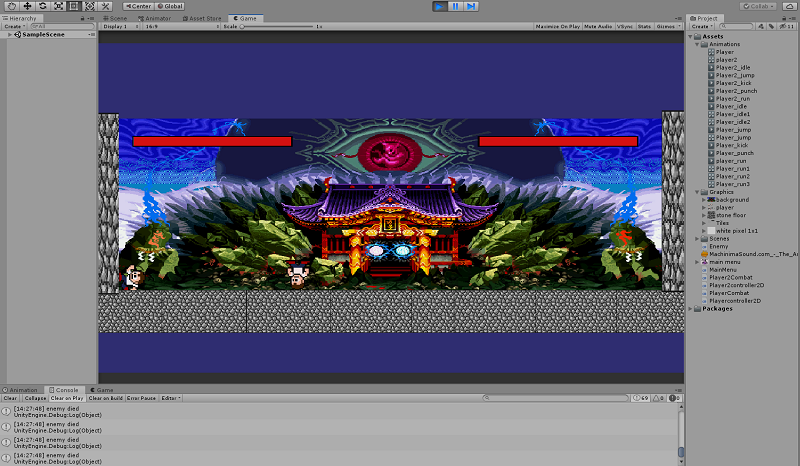 Center Global
Collab
Hierarchy
Create All
SampleScene
Scene Animator Asset Store Game
Display 1 16:9 Scale 1x Maximize On Play Mute Audio VSync Stats Gizmos
Project
Create 11
Assets
Animations
Player
player2
Player2_idle
Player2_jump
Player2_kick
Player2_punch
Player2_run
Player_idle
Player_idle1
Player_idle2
Player_jump
Player_jump
Player_kick
Player_punch
player_run
Player_run1
Player_run2
Player_run3
Graphics
background
player
stone floor
Tiles
white pixel 1x1
Scenes
Enemy
MachinimaSound.com_-_The_A
main menu
MainMenu
Player2Combat
Player2controller2D
PlayerCombat
Playercontroller2D
Packages
Animation Console Game
Clear Collapse Clear on Play Clear on Build Error Pause Editor 69 0 0
[14:27:48] enemy died
UnityEngine.Debug:Log(Object)
[14:27:48] enemy died
UnityEngine.Debug:Log(Object)
[14:27:48] enemy died
UnityEngine.Debug:Log(Object)
[14:27:48] enemy died
UnityEngine.Debug:Log(Object)